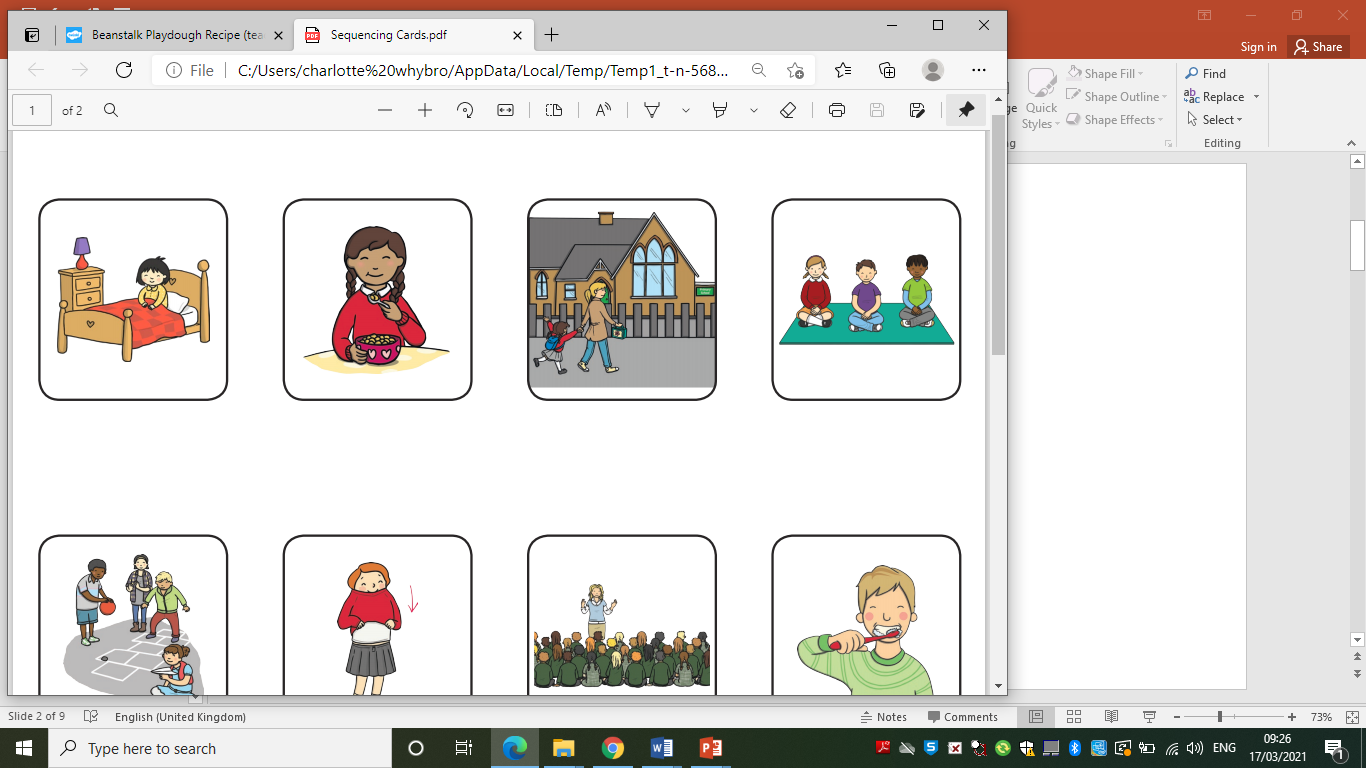 Beanstalk Playdough Recipe (tea
Sequencing Cards.pdf
Sign in
Share
File
C:/Users/charlotte%20whybro/AppData/Local/Temp/Temp1_t-n-568...
1
of 2
PDF
Shape Fill
Shape Outline
Shape Effects
Quick
Styles
Find
Replace
Select
Editing
Slide 2 of 9
English (United Kingdom)
Notes
Comments
73%
Type here to search
ENG
09:26
17/03/2021